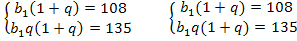 {b₁(1 + q) = 108 {b₁(1 + q) = 108
{b₁q(1 + q) = 135 {b₁q(1 + q) = 135